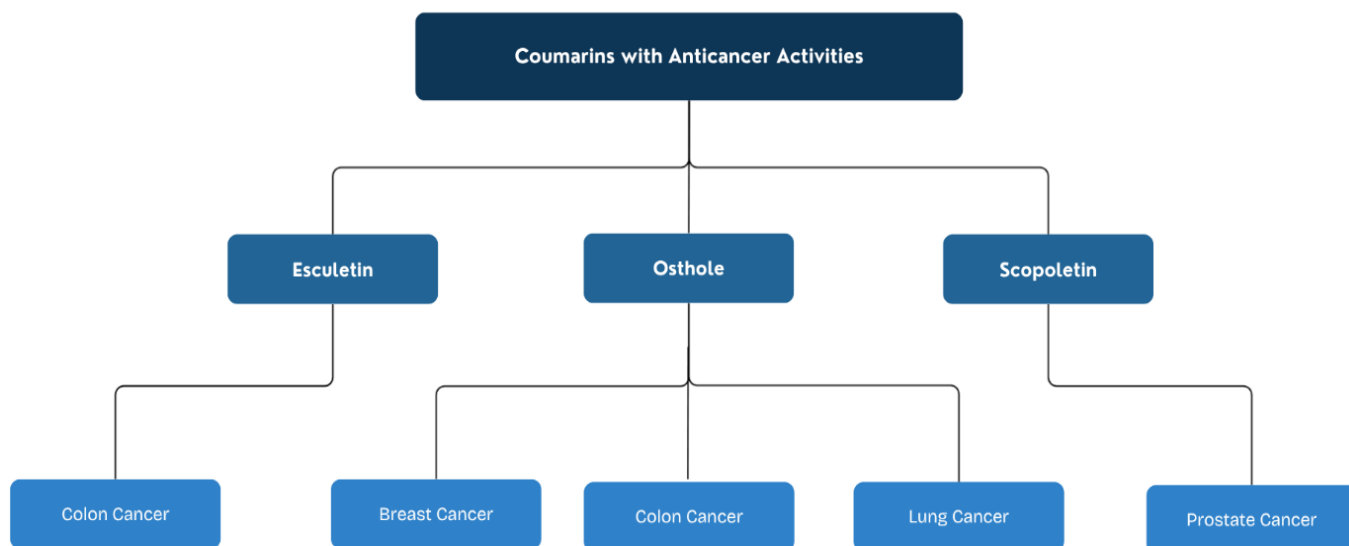 Coumarins with Anticancer Activities
Esculetin
Osthole
Scopoletin
Colon Cancer
Breast Cancer
Colon Cancer
Lung Cancer
Prostate Cancer